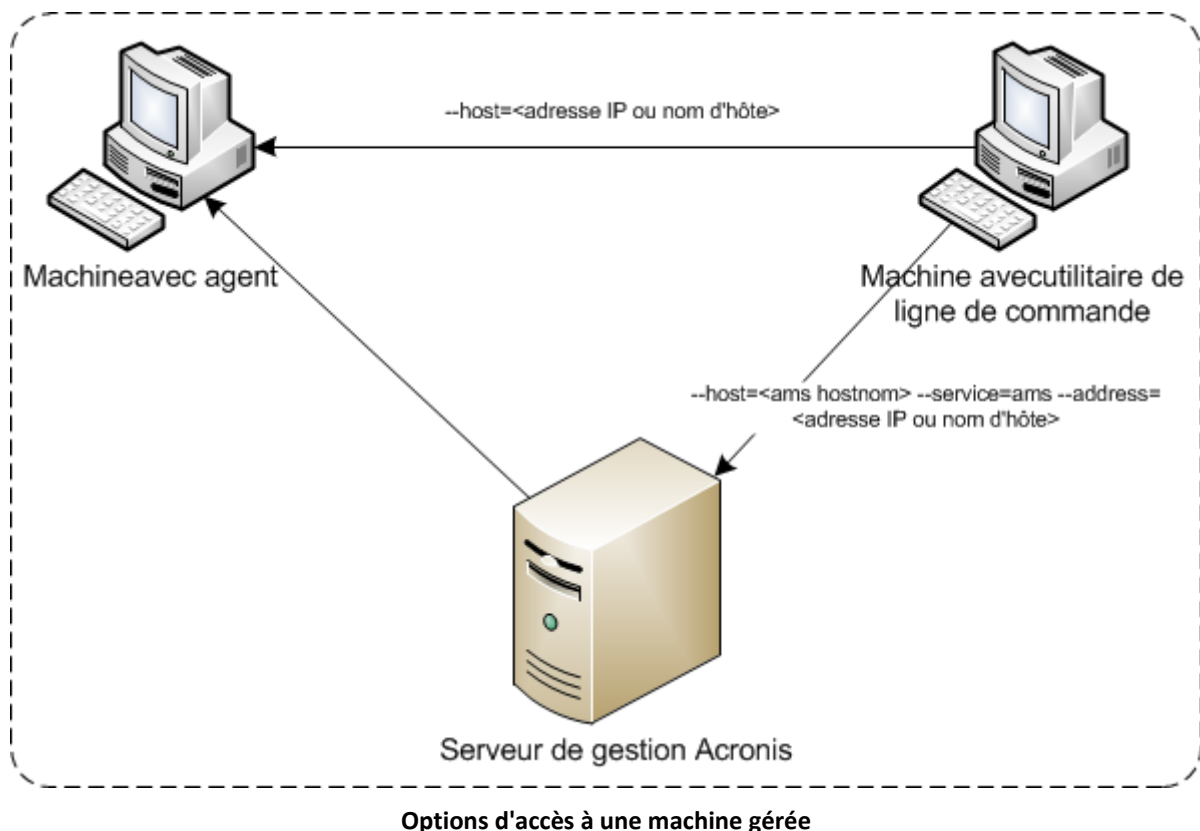 --host=<adresse IP ou nom d'hôte>
Machineavec agent
Machine avecutilitaire de
ligne de commande
--host=<ams hostnom> --service=ams --address=
<adresse IP ou nom d'hôte>
Serveur de gestion Acronis
Options d'accès à une machine gérée